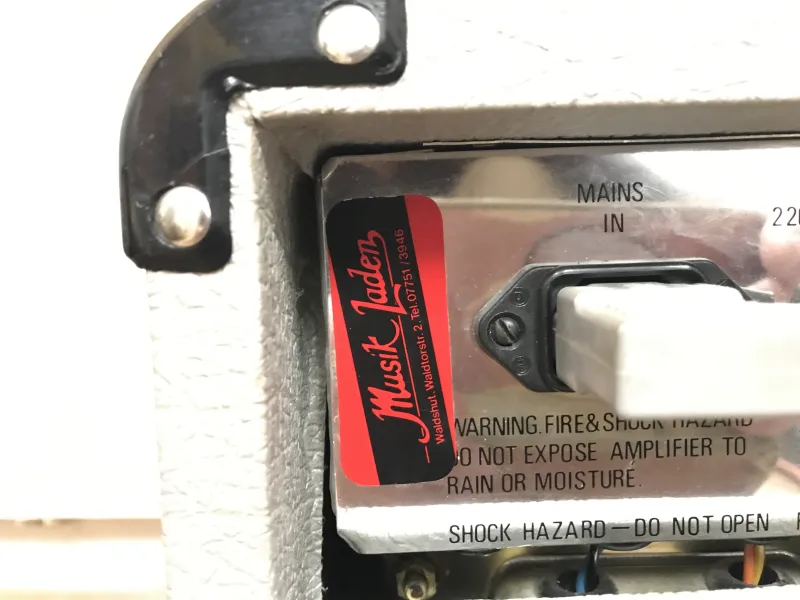 MAINS
IN
220
Musik Laden
Waldshut. Waldtorstr. 2. Tel. 07751/3946
WARNING.FIRE&SHOCK HAZARD
DO NOT EXPOSE AMPLIFIER TO
RAIN OR MOISTURE.
SHOCK HAZARD—DO NOT OPEN